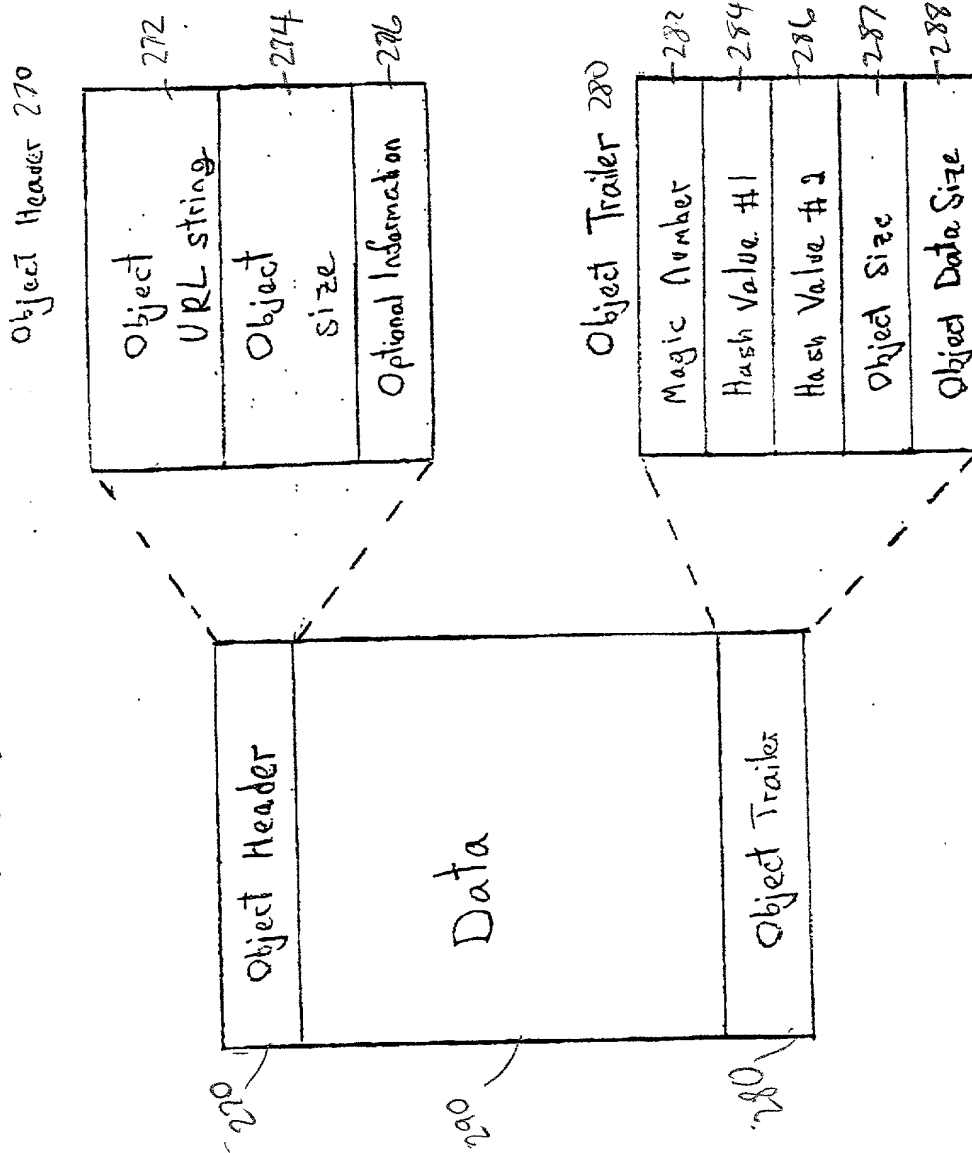 Object Header 270
Object
URL string
272
Object
size
274
Optional Information
276
Object Header
270
Data
290
Object Trailer
280
Object Trailer 280
Magic Number
282
Hash Value #1
284
Hash Value #2
286
Object Size
287
Object Data Size
288